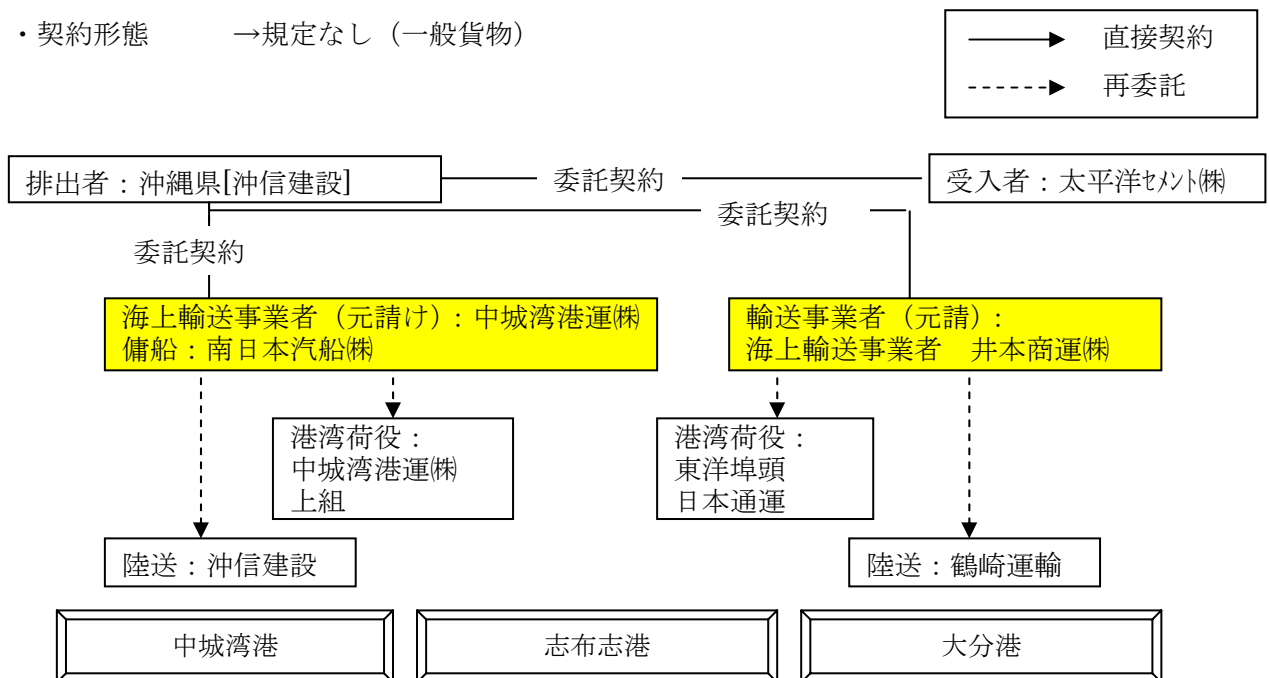 ・契約形態　　→規定なし（一般貨物）
直接契約
再委託
排出者：沖縄県[沖信建設]
委託契約
受入者：太平洋ｾﾒﾝﾄ㈱
委託契約
委託契約
海上輸送事業者（元請け）：中城湾港運㈱
傭船：南日本汽船㈱
輸送事業者（元請）：
海上輸送事業者　井本商運㈱
港湾荷役：
中城湾港運㈱
上組
港湾荷役：
東洋埠頭
日本通運
陸送：沖信建設
陸送：鶴崎運輸
中城湾港
志布志港
大分港